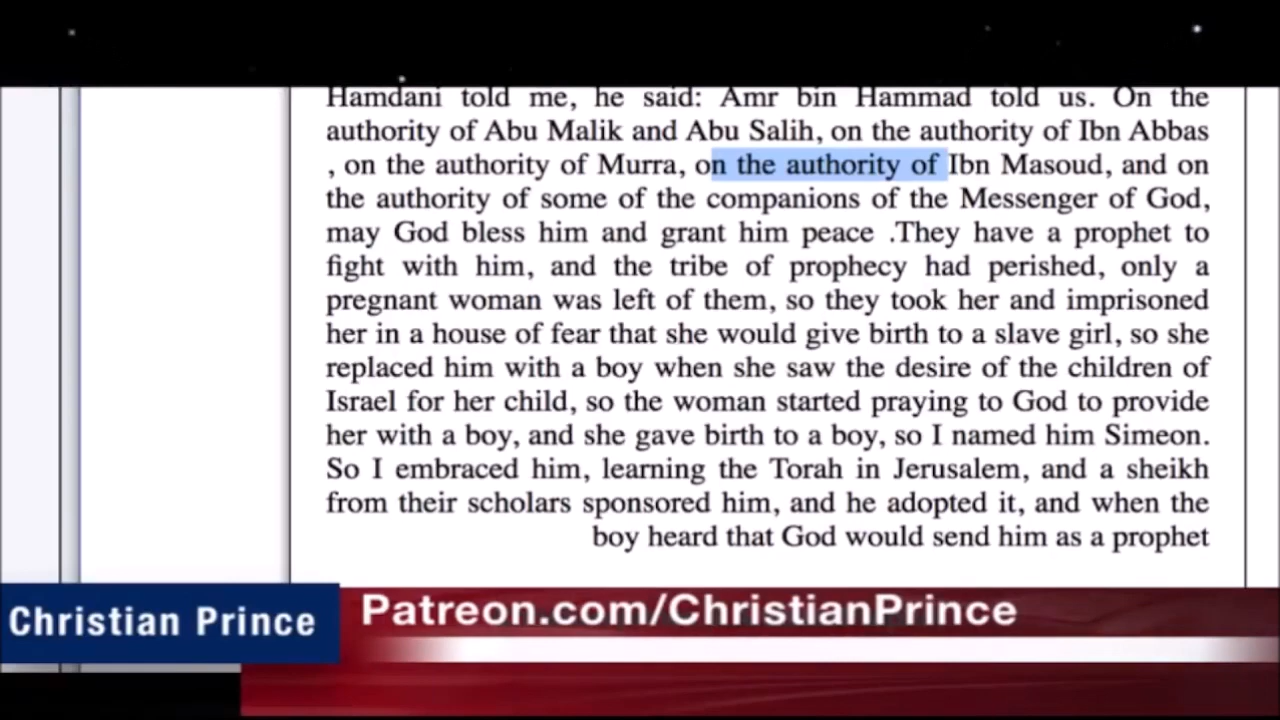 Hamdani told me, he said: Amr bin Hammad told us. On the
authority of Abu Malik and Abu Salih, on the authority of Ibn Abbas
, on the authority of Murra, on the authority of Ibn Masoud, and on
the authority of some of the companions of the Messenger of God,
may God bless him and grant him peace .They have a prophet to
fight with him, and the tribe of prophecy had perished, only a
pregnant woman was left of them, so they took her and imprisoned
her in a house of fear that she would give birth to a slave girl, so she
replaced him with a boy when she saw the desire of the children of
Israel for her child, so the woman started praying to God to provide
her with a boy, and she gave birth to a boy, so I named him Simeon.
So I embraced him, learning the Torah in Jerusalem, and a sheikh
from their scholars sponsored him, and he adopted it, and when the
boy heard that God would send him as a prophet
Christian Prince
Patreon.com/ChristianPrince